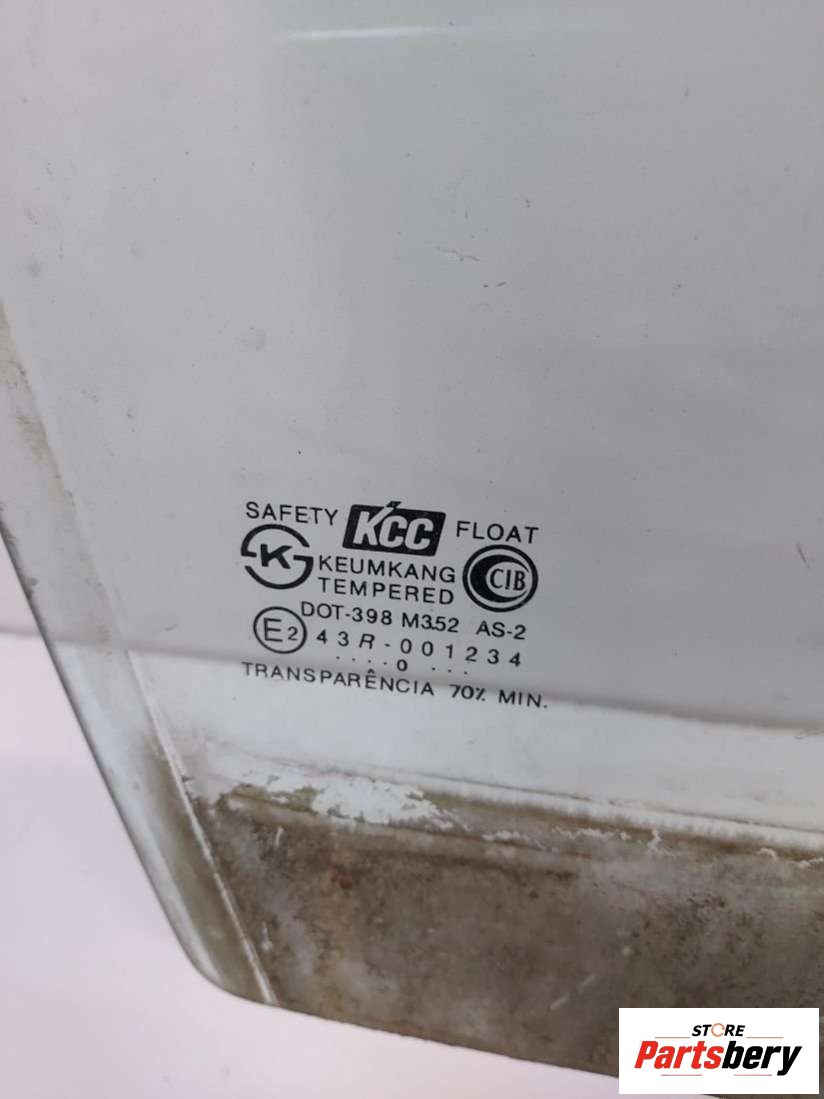 SAFETY KCC FLOAT
K KEUMKANG CIB
TEMPERED
DOT-398 M352 AS-2
E2 43R-001234
....0 ...
TRANSPARÊNCIA 70% MIN.
STORE
Partsbery